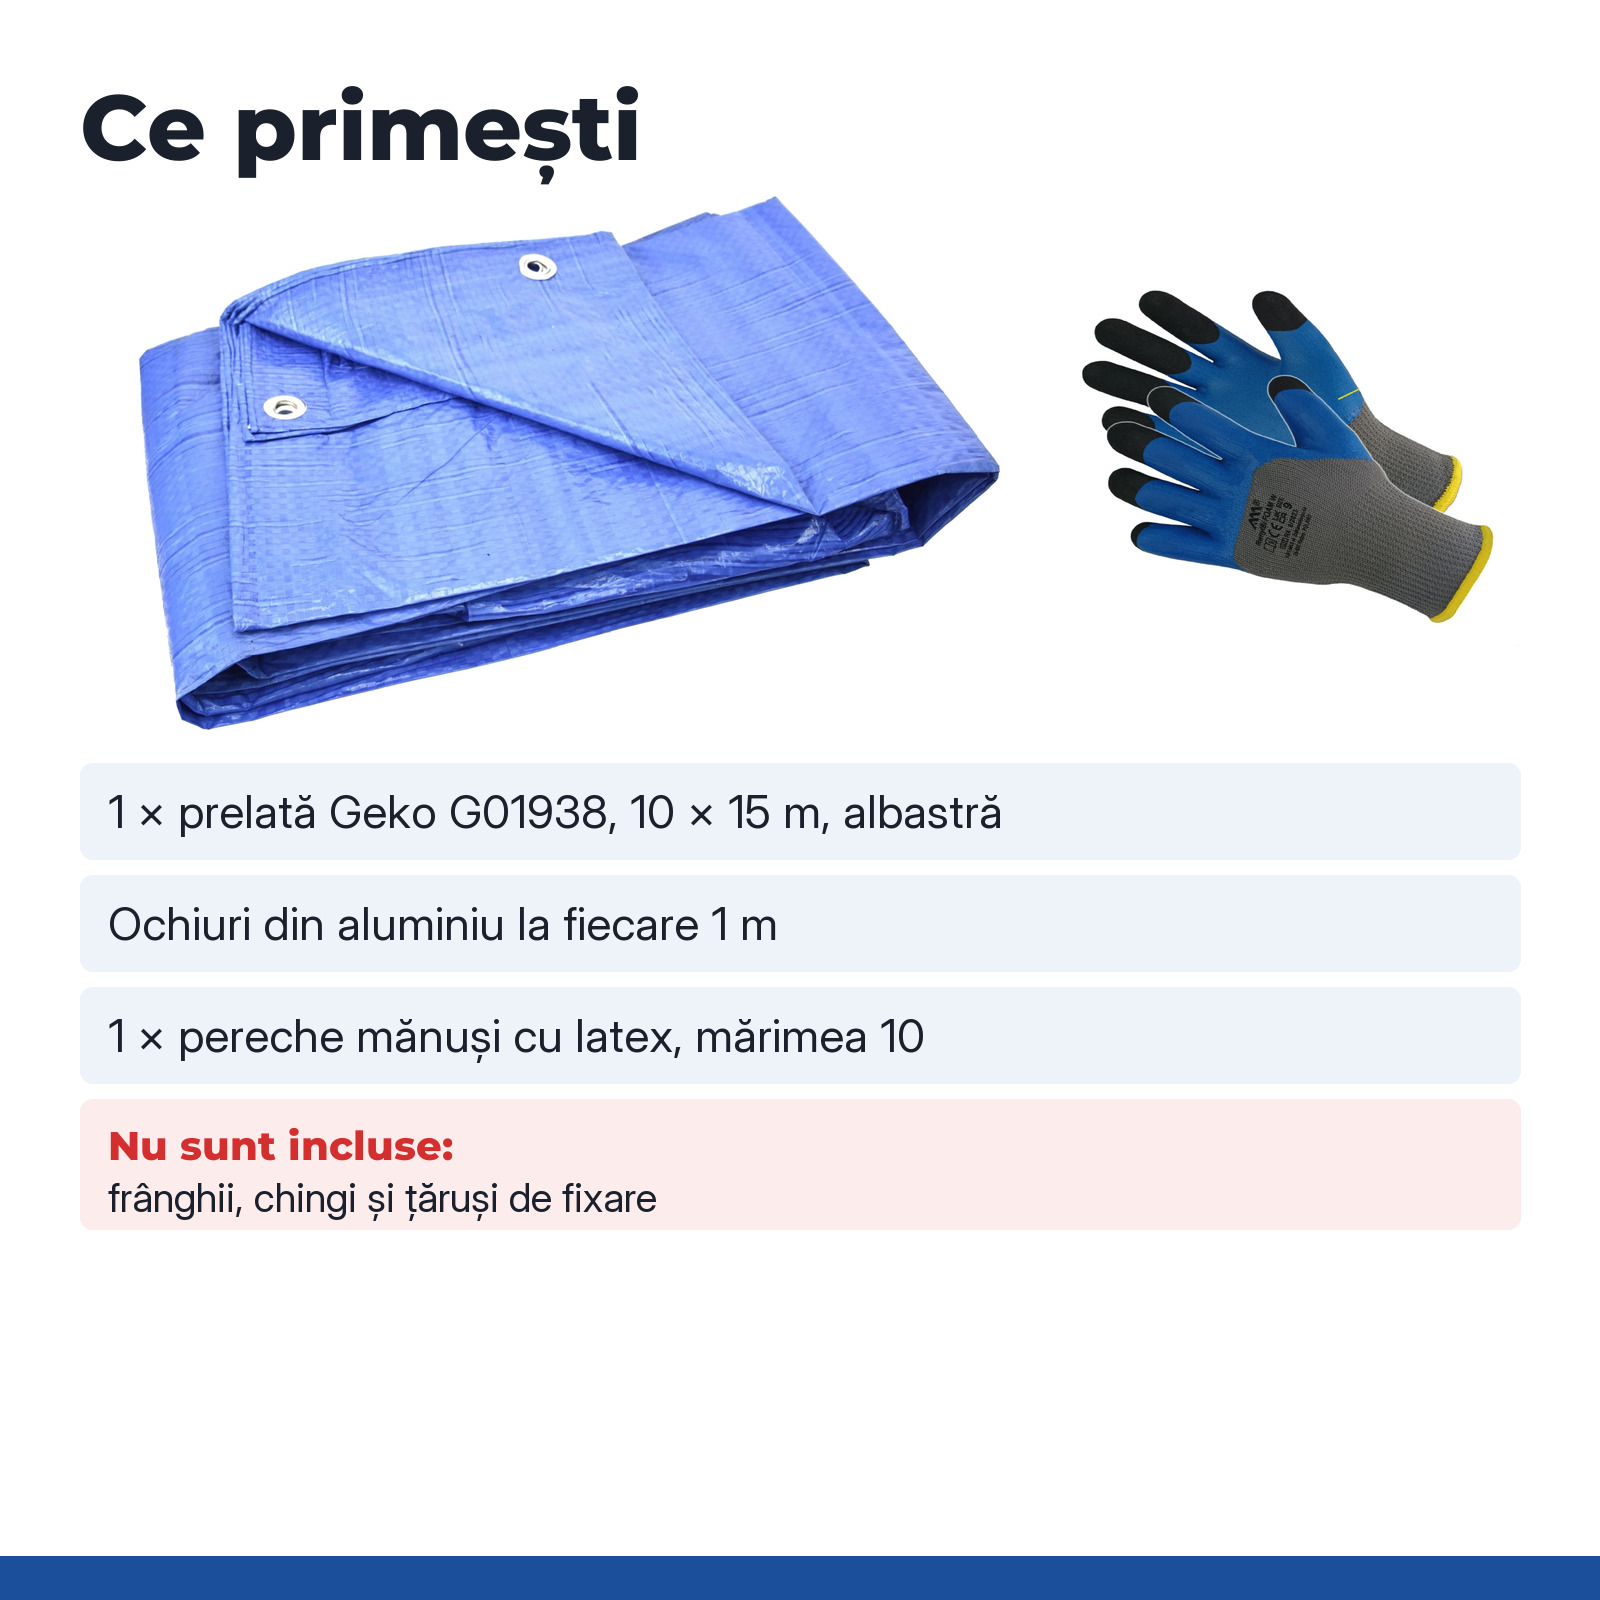 Ce primești
1 × prelată Geko G01938, 10 × 15 m, albastră
Ochiuri din aluminiu la fiecare 1 m
1 × pereche mănuși cu latex, mărimea 10
Nu sunt incluse:
frânghii, chingi și țăruși de fixare